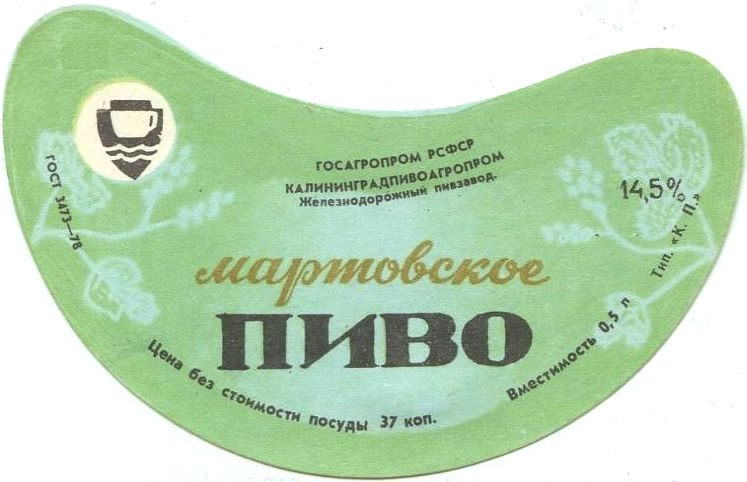 ГОСАГРОПРОМ РСФСР
КАЛИНИНГРАДПИВОАГРОПРОМ
Железнодорожный пивзавод.
ГОСТ 3473—78
14,5%
мартовское
ПИВО
Цена без стоимости посуды 37 коп.
Вместимость 0,5 л
Тип. «К. П.»